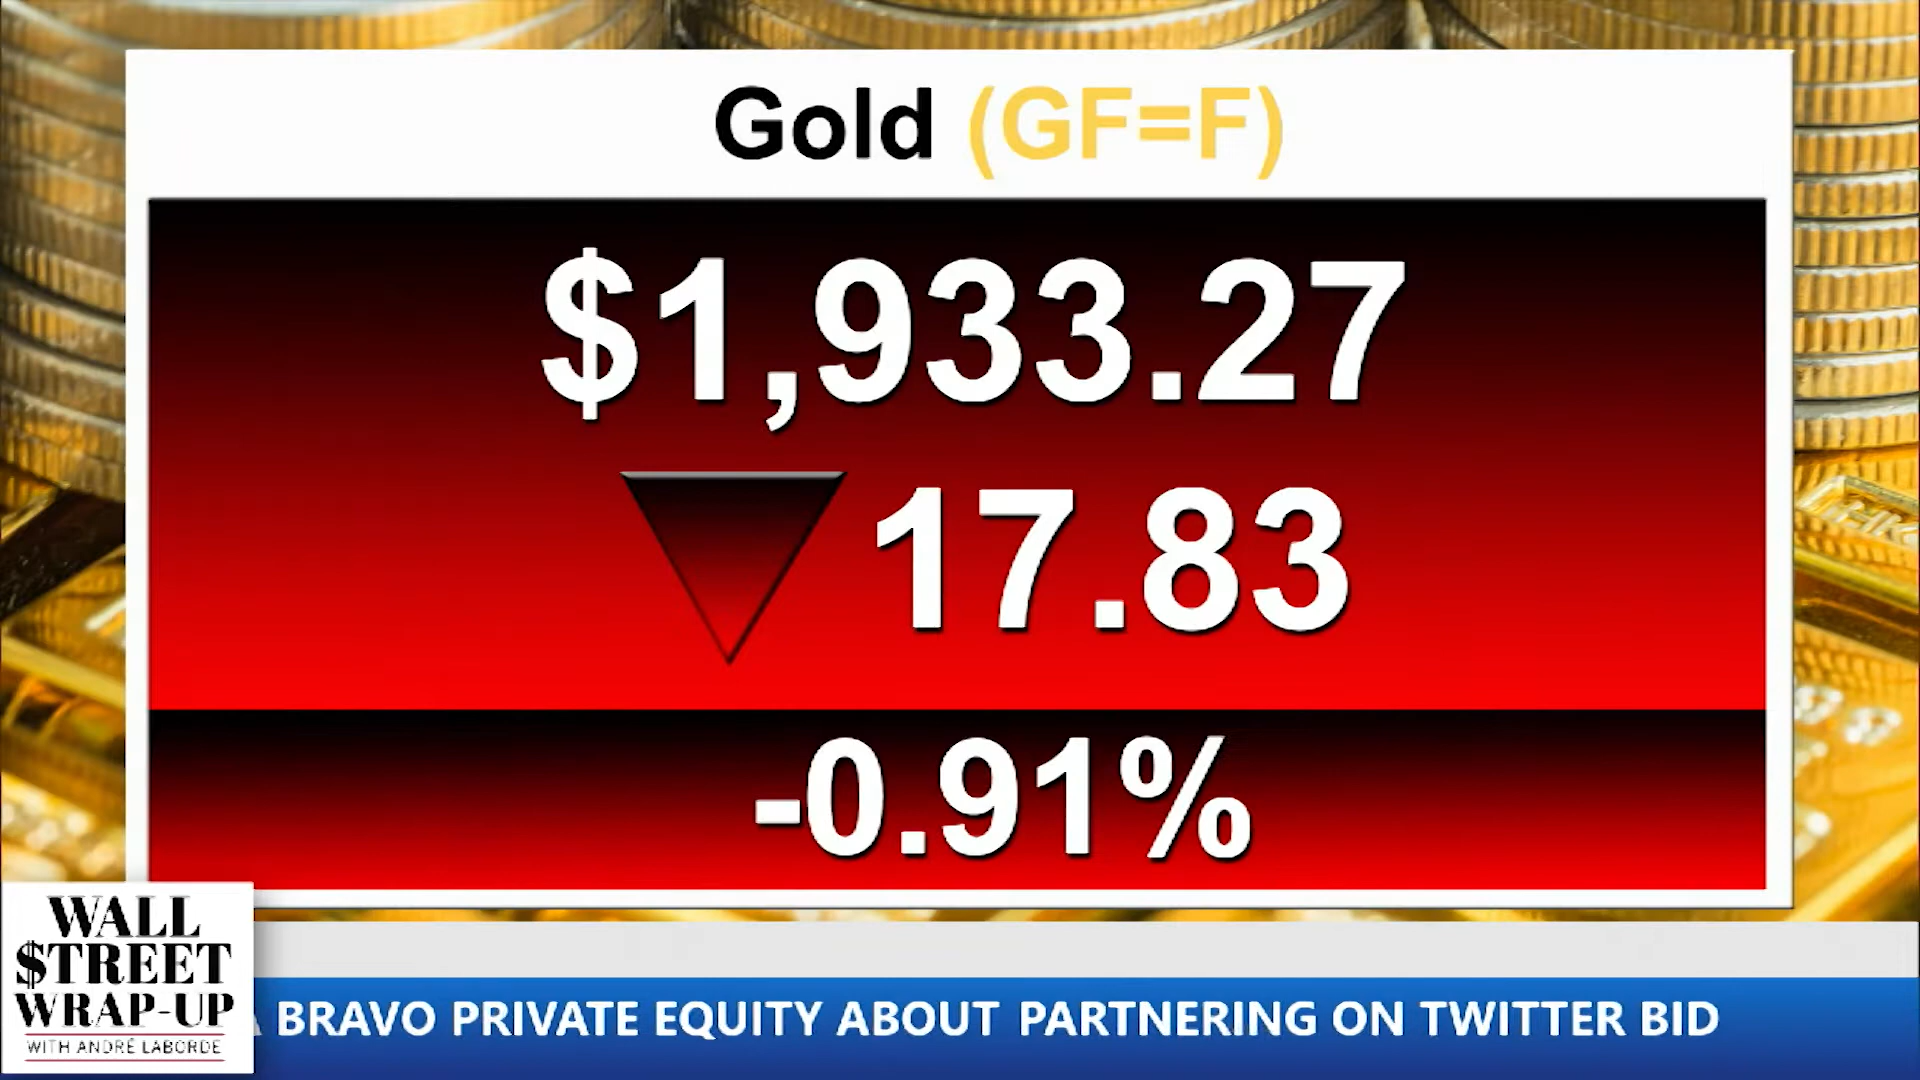 Gold (GF=F)
$1,933.27
17.83
-0.91%
WALL
$TREET
WRAP-UP
WITH ANDRÉ LABORDE
BRAVO PRIVATE EQUITY ABOUT PARTNERING ON TWITTER BID